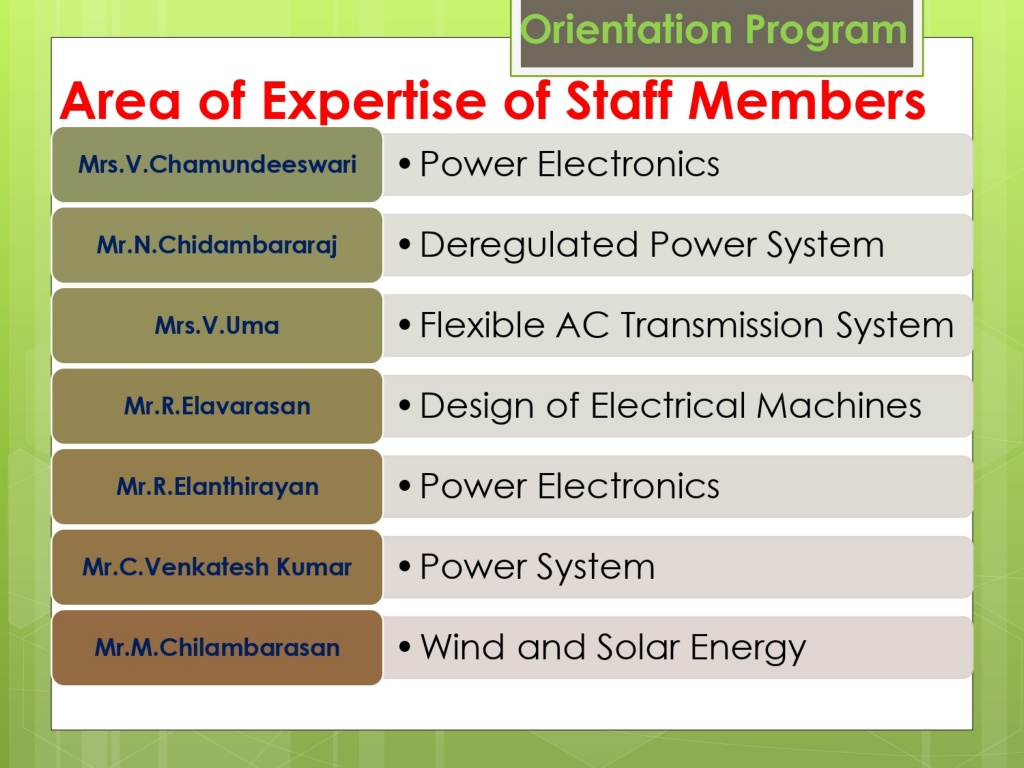 Orientation Program
Area of Expertise of Staff Members
Mrs.V.Chamundeeswari
• Power Electronics
Mr.N.Chidambararaj
• Deregulated Power System
Mrs.V.Uma
• Flexible AC Transmission System
Mr.R.Elavarasan
• Design of Electrical Machines
Mr.R.Elanthirayan
• Power Electronics
Mr.C.Venkatesh Kumar
• Power System
Mr.M.Chilambarasan
• Wind and Solar Energy